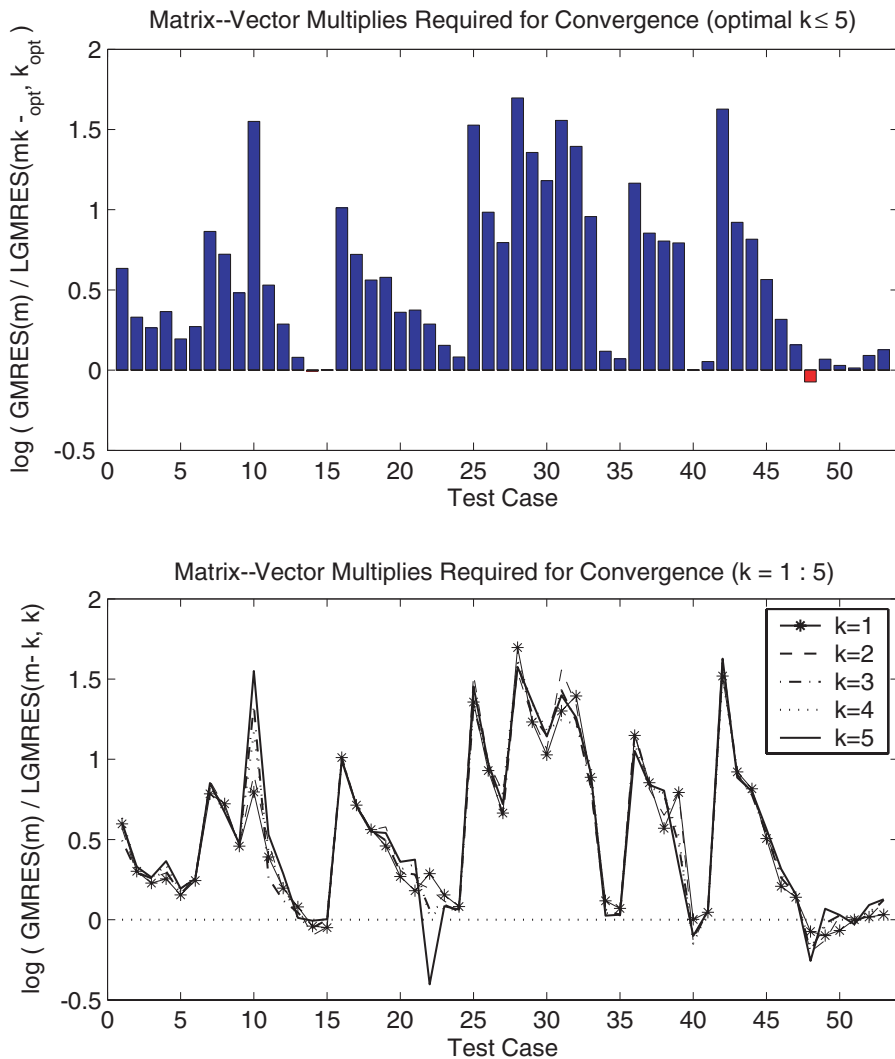 Matrix--Vector Multiplies Required for Convergence (optimal k≤ 5)
log ( GMRES(m) / LGMRES(mk -opt, kopt)
2
1.5
1
0.5
0
-0.5
0 5 10 15 20 25 30 35 40 45 50
Test Case
Matrix--Vector Multiplies Required for Convergence (k = 1 : 5)
log ( GMRES(m) / LGMRES(m- k, k)
2
1.5
1
0.5
0
-0.5
k=1
k=2
k=3
k=4
k=5
0 5 10 15 20 25 30 35 40 45 50
Test Case